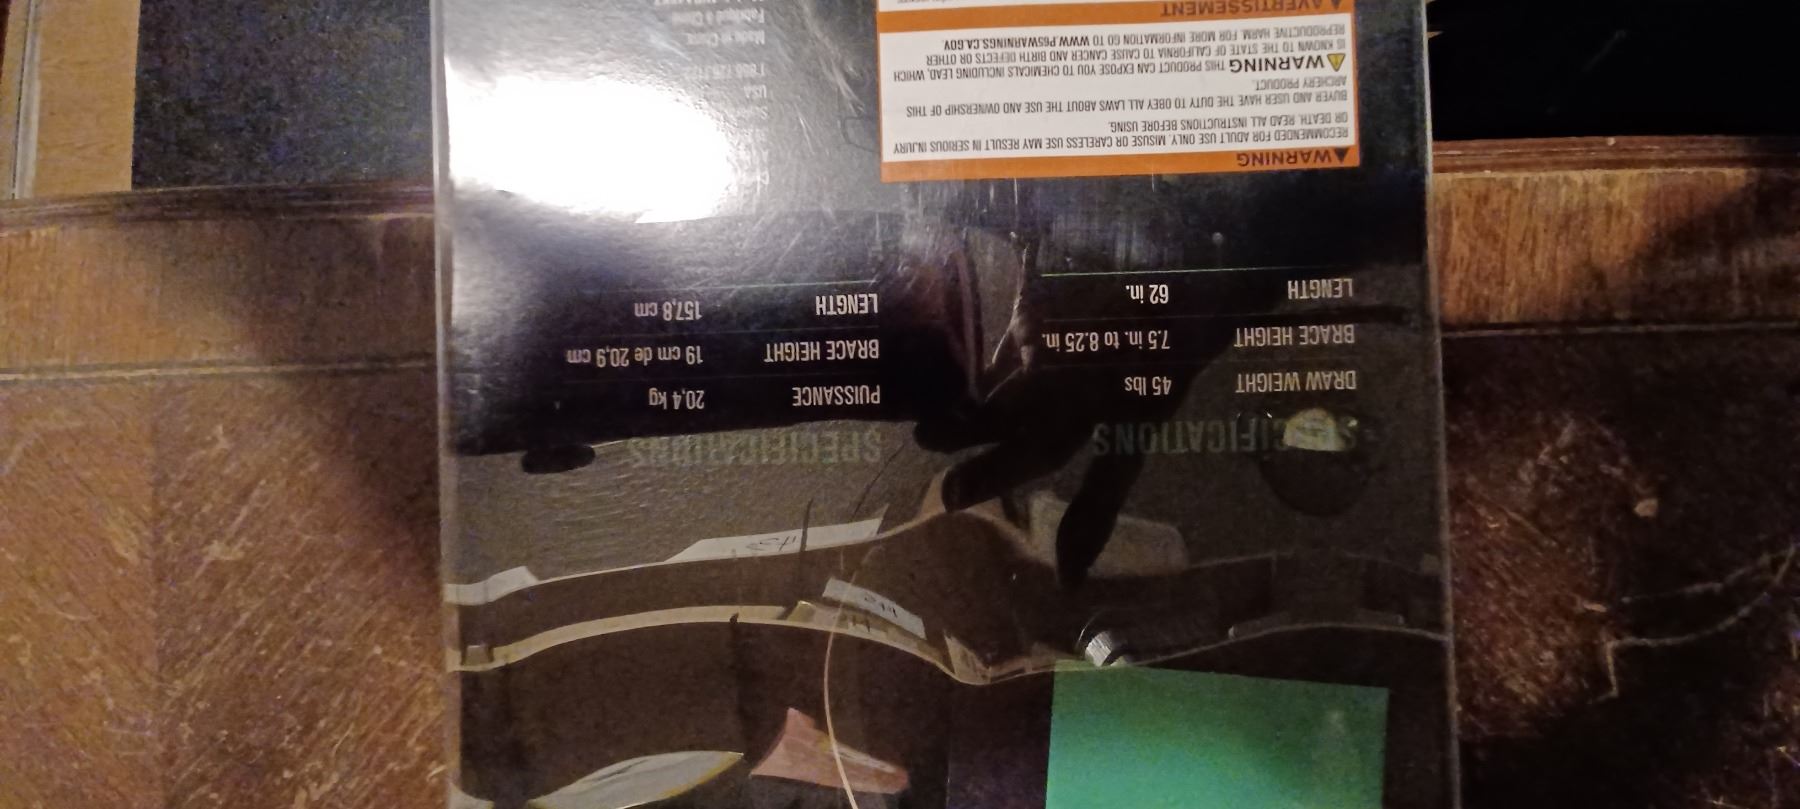 SPECIFICATIONS
DRAW WEIGHT 45 lbs
BRACE HEIGHT 7.5 in. to 8.25 in.
LENGTH 62 in.
SPECIFICATIONS
PUISSANCE 20,4 kg
BRACE HEIGHT 19 cm de 20,9 cm
LENGTH 157,8 cm
WARNING
RECOMMENDED FOR ADULT USE ONLY. MISUSE OR CARELESS USE MAY RESULT IN SERIOUS INJURY
OR DEATH. READ ALL INSTRUCTIONS BEFORE USING.
BUYER AND USER HAVE THE DUTY TO OBEY ALL LAWS ABOUT THE USE AND OWNERSHIP OF THIS
ARCHERY PRODUCT.
WARNING THIS PRODUCT CAN EXPOSE YOU TO CHEMICALS INCLUDING LEAD, WHICH
IS KNOWN TO THE STATE OF CALIFORNIA TO CAUSE CANCER AND BIRTH DEFECTS OR OTHER
REPRODUCTIVE HARM. FOR MORE INFORMATION GO TO WWW.P65WARNINGS.CA.GOV
AVERTISSEMENT
USA
Made in China
Fabriqué à Chine